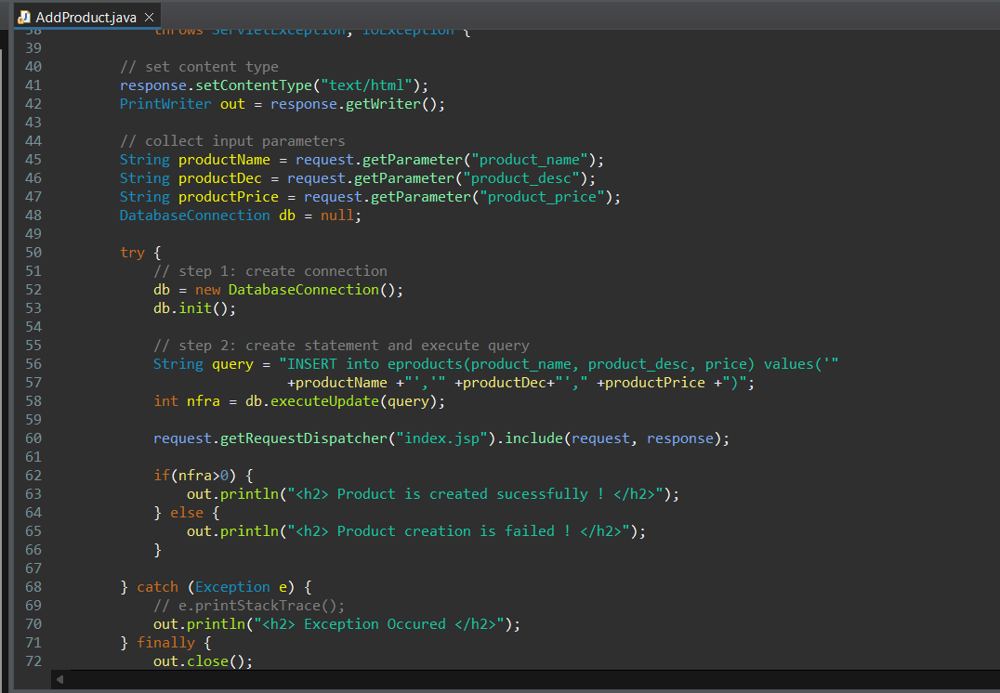 AddProduct.java
38 throws ServletException, IOException {
39
40 // set content type
41 response.setContentType("text/html");
42 PrintWriter out = response.getWriter();
43
44 // collect input parameters
45 String productName = request.getParameter("product_name");
46 String productDec = request.getParameter("product_desc");
47 String productPrice = request.getParameter("product_price");
48 DatabaseConnection db = null;
49
50 try {
51 // step 1: create connection
52 db = new DatabaseConnection();
53 db.init();
54
55 // step 2: create statement and execute query
56 String query = "INSERT into eproducts(product_name, product_desc, price) values('"
57 +productName +"','" +productDec+"'," +productPrice +")";
58 int nfra = db.executeUpdate(query);
59
60 request.getRequestDispatcher("index.jsp").include(request, response);
61
62 if(nfra>0) {
63 out.println("<h2> Product is created sucessfully ! </h2>");
64 } else {
65 out.println("<h2> Product creation is failed ! </h2>");
66 }
67
68 } catch (Exception e) {
69 // e.printStackTrace();
70 out.println("<h2> Exception Occured </h2>");
71 } finally {
72 out.close();